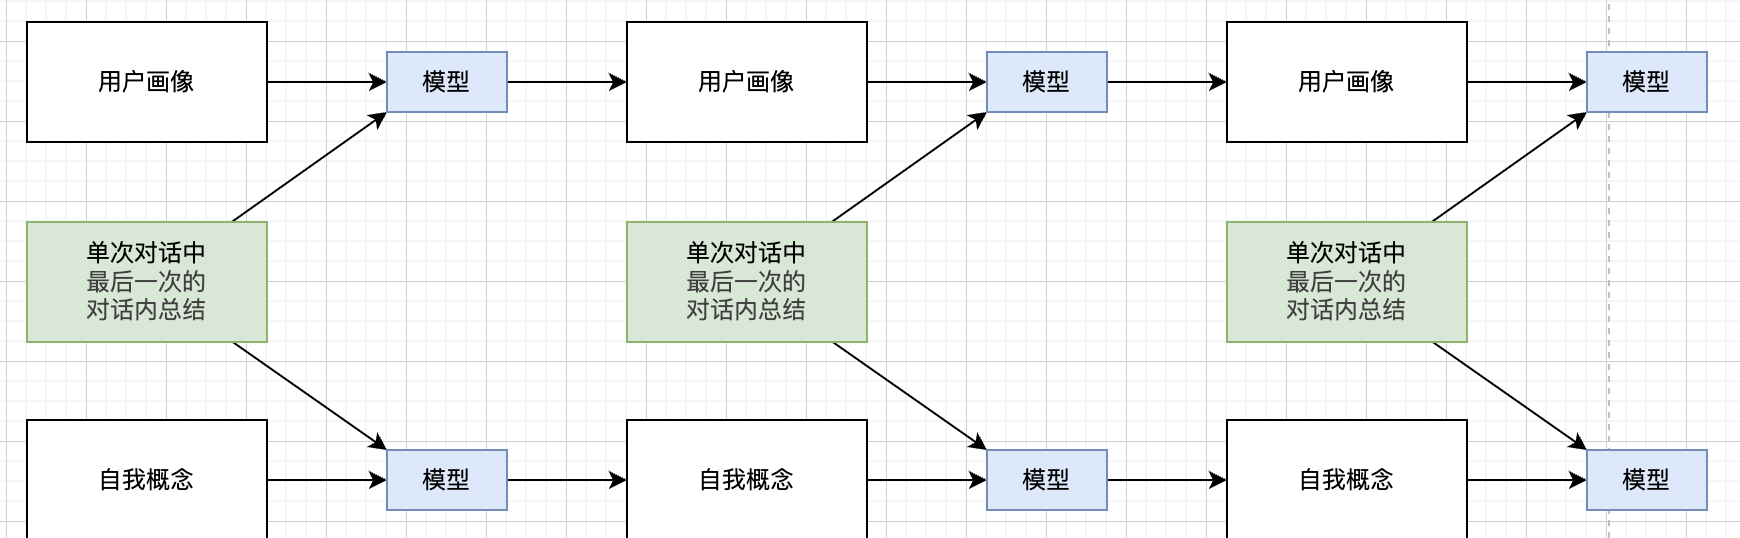 用户画像
模型
用户画像
模型
用户画像
模型
单次对话中
最后一次的
对话内总结
单次对话中
最后一次的
对话内总结
单次对话中
最后一次的
对话内总结
自我概念
模型
自我概念
模型
自我概念
模型